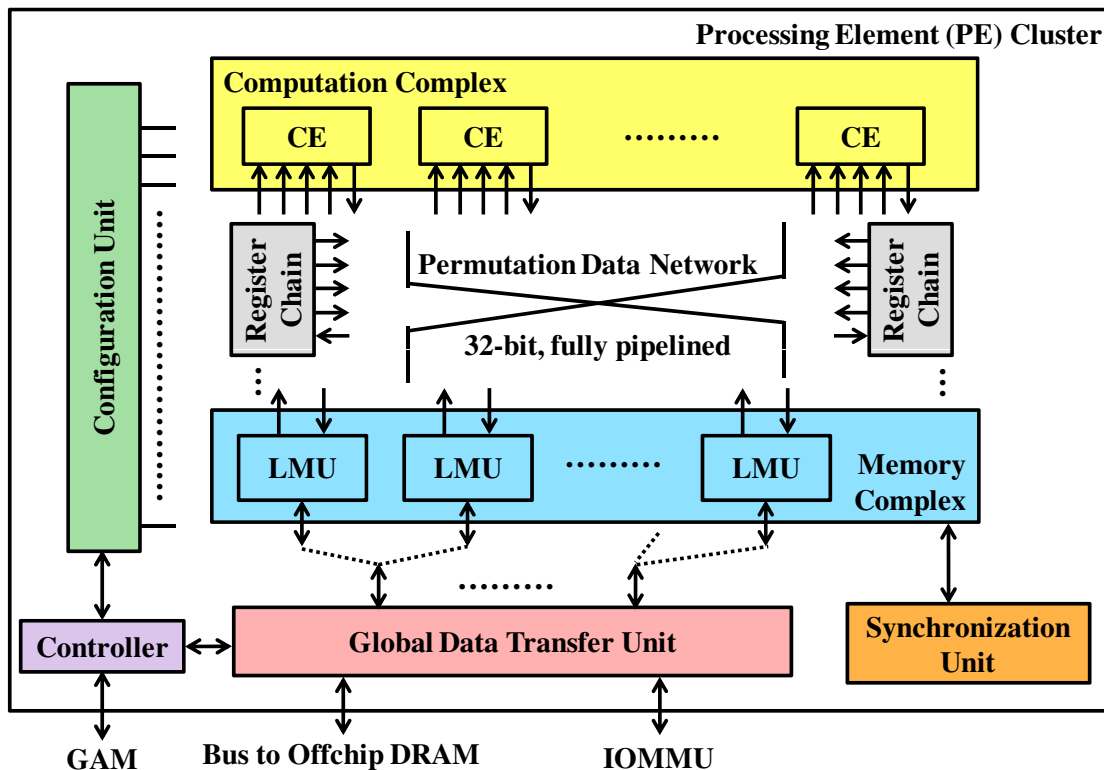 Processing Element (PE) Cluster
Computation Complex
CE
CE
CE
Configuration Unit
Register
Chain
Permutation Data Network
32-bit, fully pipelined
Register
Chain
LMU
LMU
LMU
Memory
Complex
Controller
Global Data Transfer Unit
Synchronization
Unit
GAM
Bus to Offchip DRAM
IOMMU